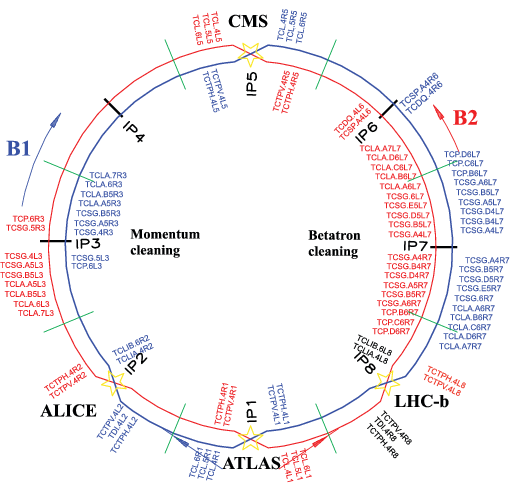 CMS
TCL.4L5
TCL.5L5
TCL.6L5
TCL.4R5
TCL.5R5
TCL.6R5
IP5
TCTPV.4L5
TCTPH.4L5
TCTPV.4R5
TCTPH.4R5
IP4
TCDQ.4L6
TCSP.A4L6
IP6
TCSP.A4R6
TCDQ.4R6
B1
B2
TCLA.A7L7
TCLA.D6L7
TCLA.C6L7
TCLA.B6L7
TCLA.A6L7
TCSG.6L7
TCSG.E5L7
TCSG.D5L7
TCSG.B5L7
TCSG.A4L7
TCP.D6L7
TCP.C6L7
TCP.B6L7
TCSG.A6L7
TCSG.B5L7
TCSG.A5L7
TCSG.D4L7
TCSG.B4L7
TCSG.A4L7
TCLA.7R3
TCLA.6R3
TCLA.B5R3
TCLA.A5R3
TCSG.B5R3
TCSG.A5R3
TCSG.4R3
TCP.6R3
TCSG.5R3
IP3
Momentum
cleaning
Betatron
cleaning
IP7
TCSG.5L3
TCP.6L3
TCSG.4L3
TCSG.A5L3
TCSG.B5L3
TCLA.A5L3
TCLA.B5L3
TCLA.6L3
TCLA.7L3
TCSG.A4R7
TCSG.B4R7
TCSG.D4R7
TCSG.A5R7
TCSG.B5R7
TCSG.A6R7
TCP.B6R7
TCP.C6R7
TCP.D6R7
TCSG.A4R7
TCSG.B5R7
TCSG.D5R7
TCSG.E5R7
TCSG.6R7
TCLA.A6R7
TCLA.B6R7
TCLA.C6R7
TCLA.D6R7
TCLA.A7R7
TCLIB.6R2
TCLIA.4R2
IP2
TCTPH.4R2
TCTPV.4R2
ALICE
TCTPV.4L2
TDI.4L2
TCTPH.4L2
TCLIB.6L8
TCLIA.4L8
IP8
TCTPH.4L8
TCTPV.4L8
LHC-b
TCTPV.4R8
TDI.4R8
TCTPH.4R8
TCTPH.4R1
TCTPV.4R1
IP1
TCTPH.4L1
TCTPV.4L1
TCL.6R1
TCL.5R1
TCL.4R1
ATLAS
TCL.6L1
TCL.5L1
TCL.4L1